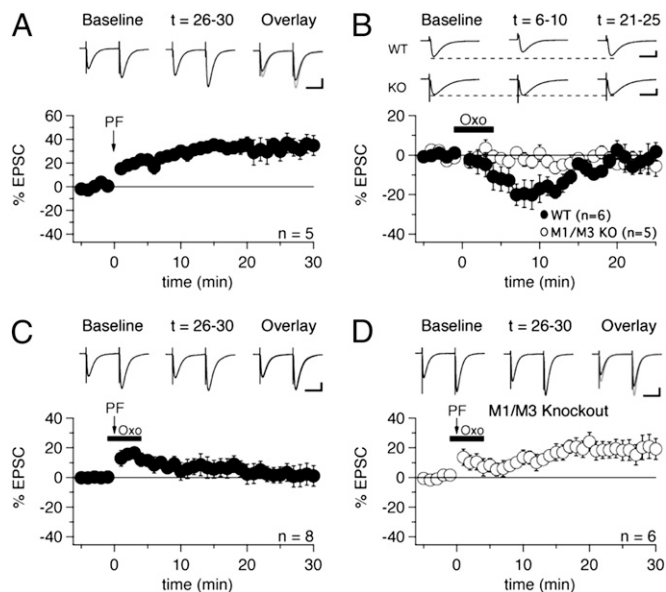 A
Baseline t = 26-30 Overlay
PF
60
40
20
0
-20
-40
% EPSC
n = 5
0 10 20 30
time (min)
B
Baseline t = 6-10 t = 21-25
WT
KO
Oxo
20
0
-20
-40
% EPSC
WT (n=6)
M1/M3 KO (n=5)
0 10 20
time (min)
C
Baseline t = 26-30 Overlay
PF
Oxo
40
20
0
-20
-40
% EPSC
n = 8
0 10 20 30
time (min)
D
Baseline t = 26-30 Overlay
PF M1/M3 Knockout
Oxo
40
20
0
-20
-40
% EPSC
n = 6
0 10 20 30
time (min)